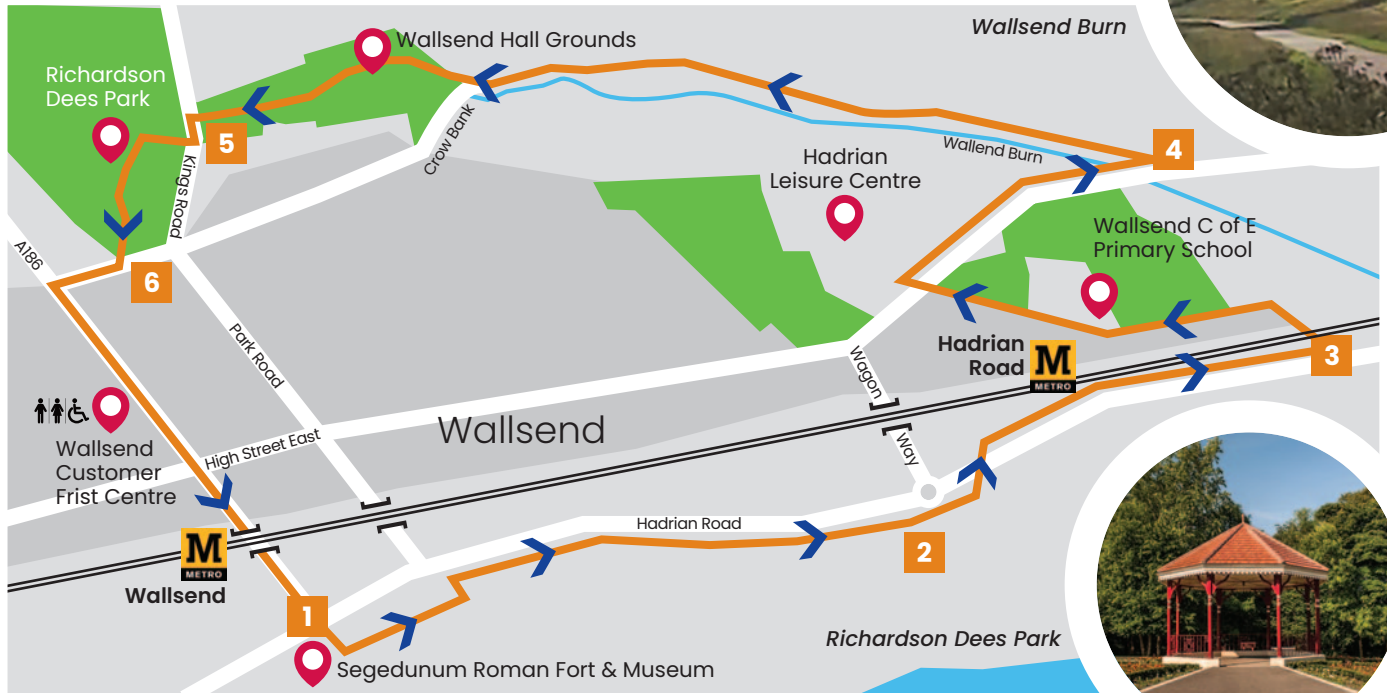 Wallsend Burn
Wallsend Hall Grounds
Richardson
Dees Park
5
Kings Road
Crow Bank
Wallend Burn
4
Hadrian
Leisure Centre
Wallsend C of E
Primary School
A186
6
Park Road
Hadrian
Road
M
METRO
3
Wagon
Way
Wallsend
High Street East
Wallsend
Customer
Frist Centre
M
METRO
Wallsend
Hadrian Road
2
1
Segedunum Roman Fort & Museum
Richardson Dees Park